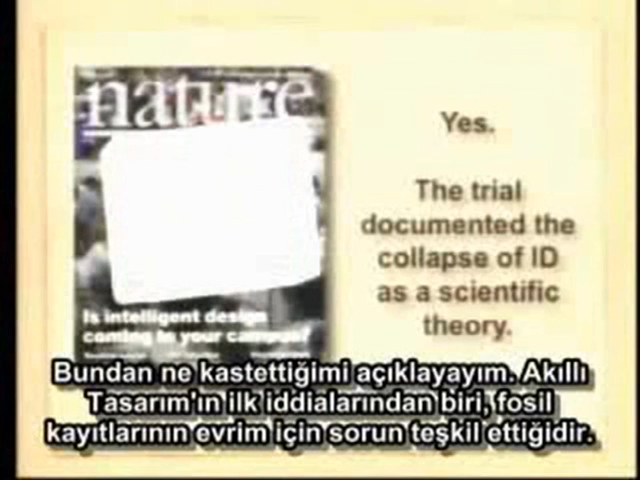 nature
Is intelligent design
coming to your campus?
Yes.
The trial
documented the
collapse of ID
as a scientific
theory.
Bundan ne kastettiğimi açıklayayım. Akıllı
Tasarım'ın ilk iddialarından biri, fosil
kayıtlarının evrim için sorun teşkil ettiğidir.